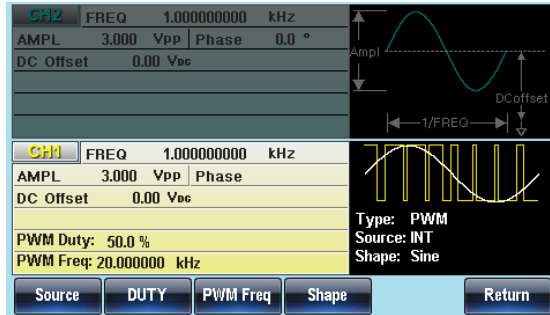 CH2 FREQ 1.000000000 kHz
AMPL 3.000 Vpp Phase 0.0 °
DC Offset 0.00 VDC
Ampl
DCoffset
1/FREQ
CH1 FREQ 1.000000000 kHz
AMPL 3.000 Vpp Phase
DC Offset 0.00 VDC
PWM Duty: 50.0 %
PWM Freq: 20.000000 kHz
Type: PWM
Source: INT
Shape: Sine
Source DUTY PWM Freq Shape Return